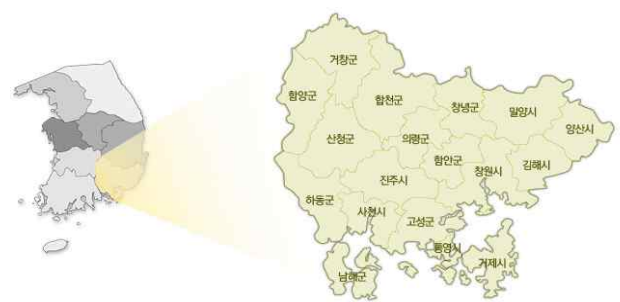 거창군
함양군
합천군
창녕군
밀양시
양산시
산청군
의령군
함안군
창원시
김해시
진주시
하동군
사천시
고성군
통영시
거제시
남해군